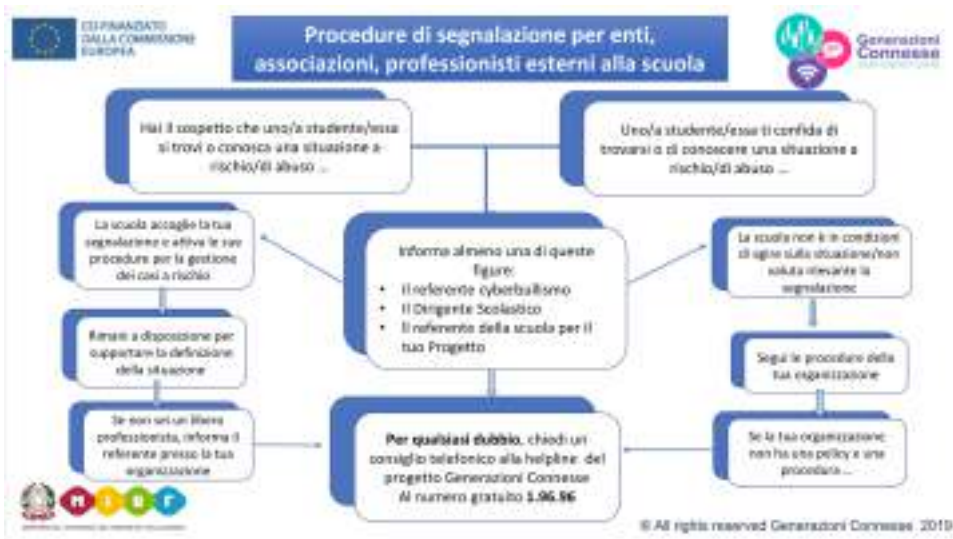 CO-FINANZIATO
DALLA COMMISSIONE
EUROPEA
Procedure di segnalazione per enti,
associazioni, professionisti esterni alla scuola
Generazioni
Connesse
Hai il sospetto che uno/a studente/essa
si trovi o conosca una situazione a
rischio/di abuso ...
Uno/a studente/essa ti confida di
trovarsi o di conoscere una situazione a
rischio/di abuso ...
La scuola accoglie la tua
segnalazione e attiva le sue
procedure per la gestione
dei casi a rischio
Informa almeno una di queste
figure:
• Il referente cyberbullismo
• Il Dirigente Scolastico
• Il referente della scuola per il
tuo Progetto
La scuola non è in condizioni
di agire sulla situazione/non
valuta rilevante la
segnalazione
Rimani a disposizione per
supportare la definizione
della situazione
Segui le procedure della
tua organizzazione
Se non sei un libero
professionista, informa il
referente presso la tua
organizzazione
Per qualsiasi dubbio, chiedi un
consiglio telefonico alla helpline del
progetto Generazioni Connesse
Al numero gratuito 1.96.96
Se la tua organizzazione
non ha una policy e una
procedura ...
© All rights reserved Generazioni Connesse 2019